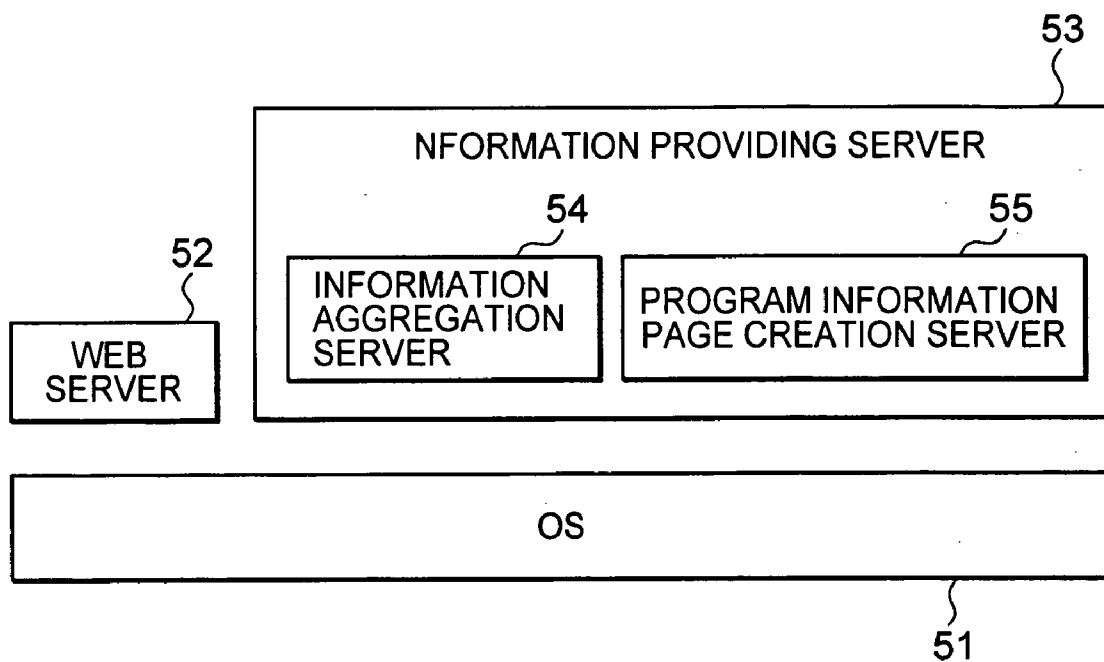 53
NFORMATION PROVIDING SERVER
54
55
52
INFORMATION
AGGREGATION
SERVER
PROGRAM INFORMATION
PAGE CREATION SERVER
WEB
SERVER
OS
51